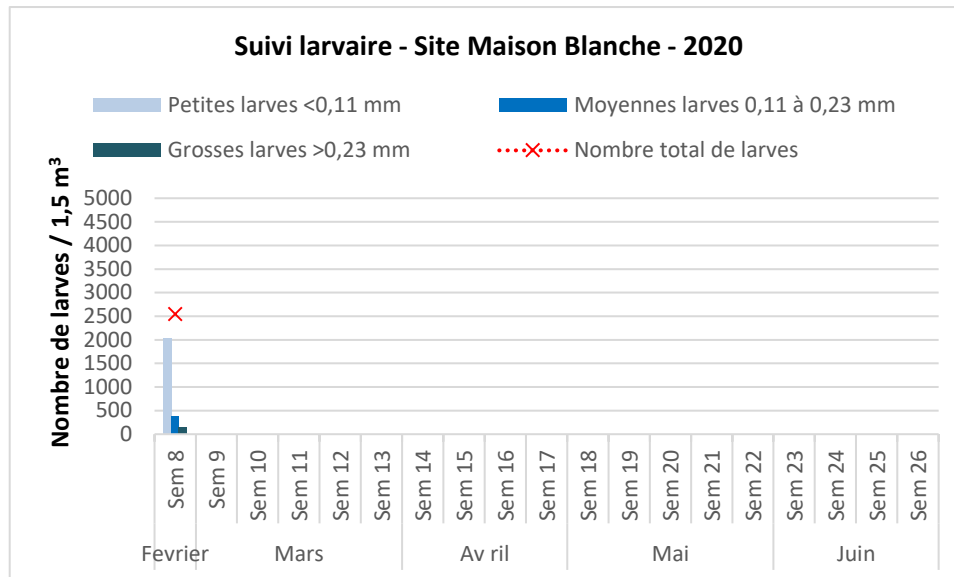 Suivi larvaire - Site Maison Blanche - 2020
Petites larves <0,11 mm
Moyennes larves 0,11 à 0,23 mm
Grosses larves >0,23 mm
Nombre total de larves
Nombre de larves / 1,5 m³
5000
4500
4000
3500
3000
2500
2000
1500
1000
500
0
Sem 8
Sem 9
Sem 10
Sem 11
Sem 12
Sem 13
Sem 14
Sem 15
Sem 16
Sem 17
Sem 18
Sem 19
Sem 20
Sem 21
Sem 22
Sem 23
Sem 24
Sem 25
Sem 26
Fevrier
Mars
Av ril
Mai
Juin